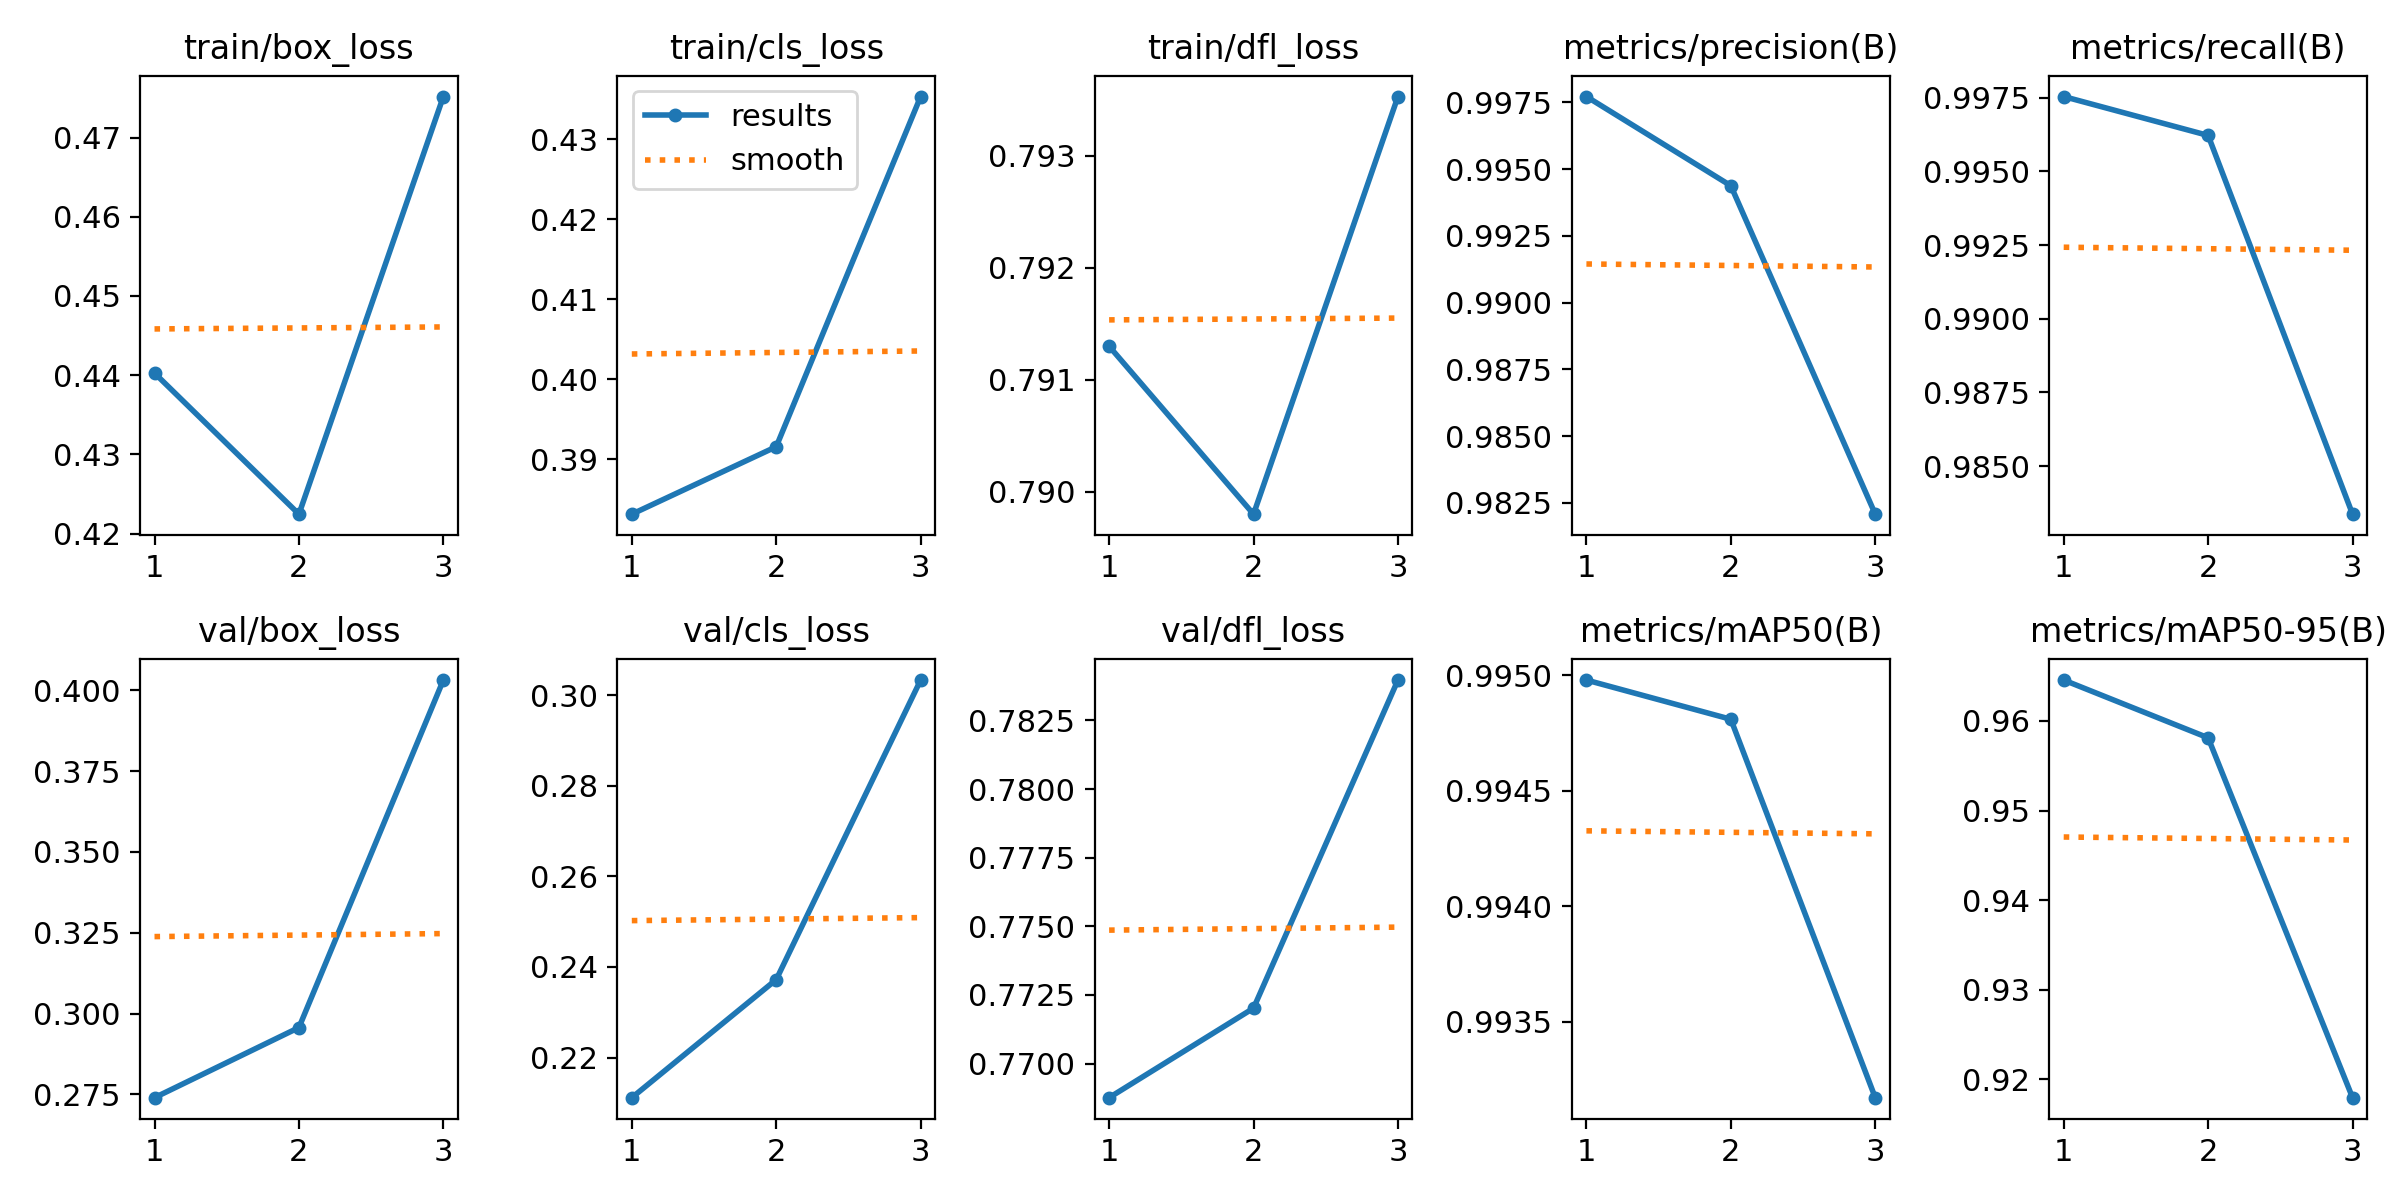 train/box_loss
0.47
0.46
0.45
0.44
0.43
0.42
1 2 3
train/cls_loss
results
smooth
0.43
0.42
0.41
0.40
0.39
1 2 3
train/dfl_loss
0.793
0.792
0.791
0.790
1 2 3
metrics/precision(B)
0.9975
0.9950
0.9925
0.9900
0.9875
0.9850
0.9825
1 2 3
metrics/recall(B)
0.9975
0.9950
0.9925
0.9900
0.9875
0.9850
1 2 3
val/box_loss
0.400
0.375
0.350
0.325
0.300
0.275
1 2 3
val/cls_loss
0.30
0.28
0.26
0.24
0.22
1 2 3
val/dfl_loss
0.7825
0.7800
0.7775
0.7750
0.7725
0.7700
1 2 3
metrics/mAP50(B)
0.9950
0.9945
0.9940
0.9935
1 2 3
metrics/mAP50-95(B)
0.96
0.95
0.94
0.93
0.92
1 2 3